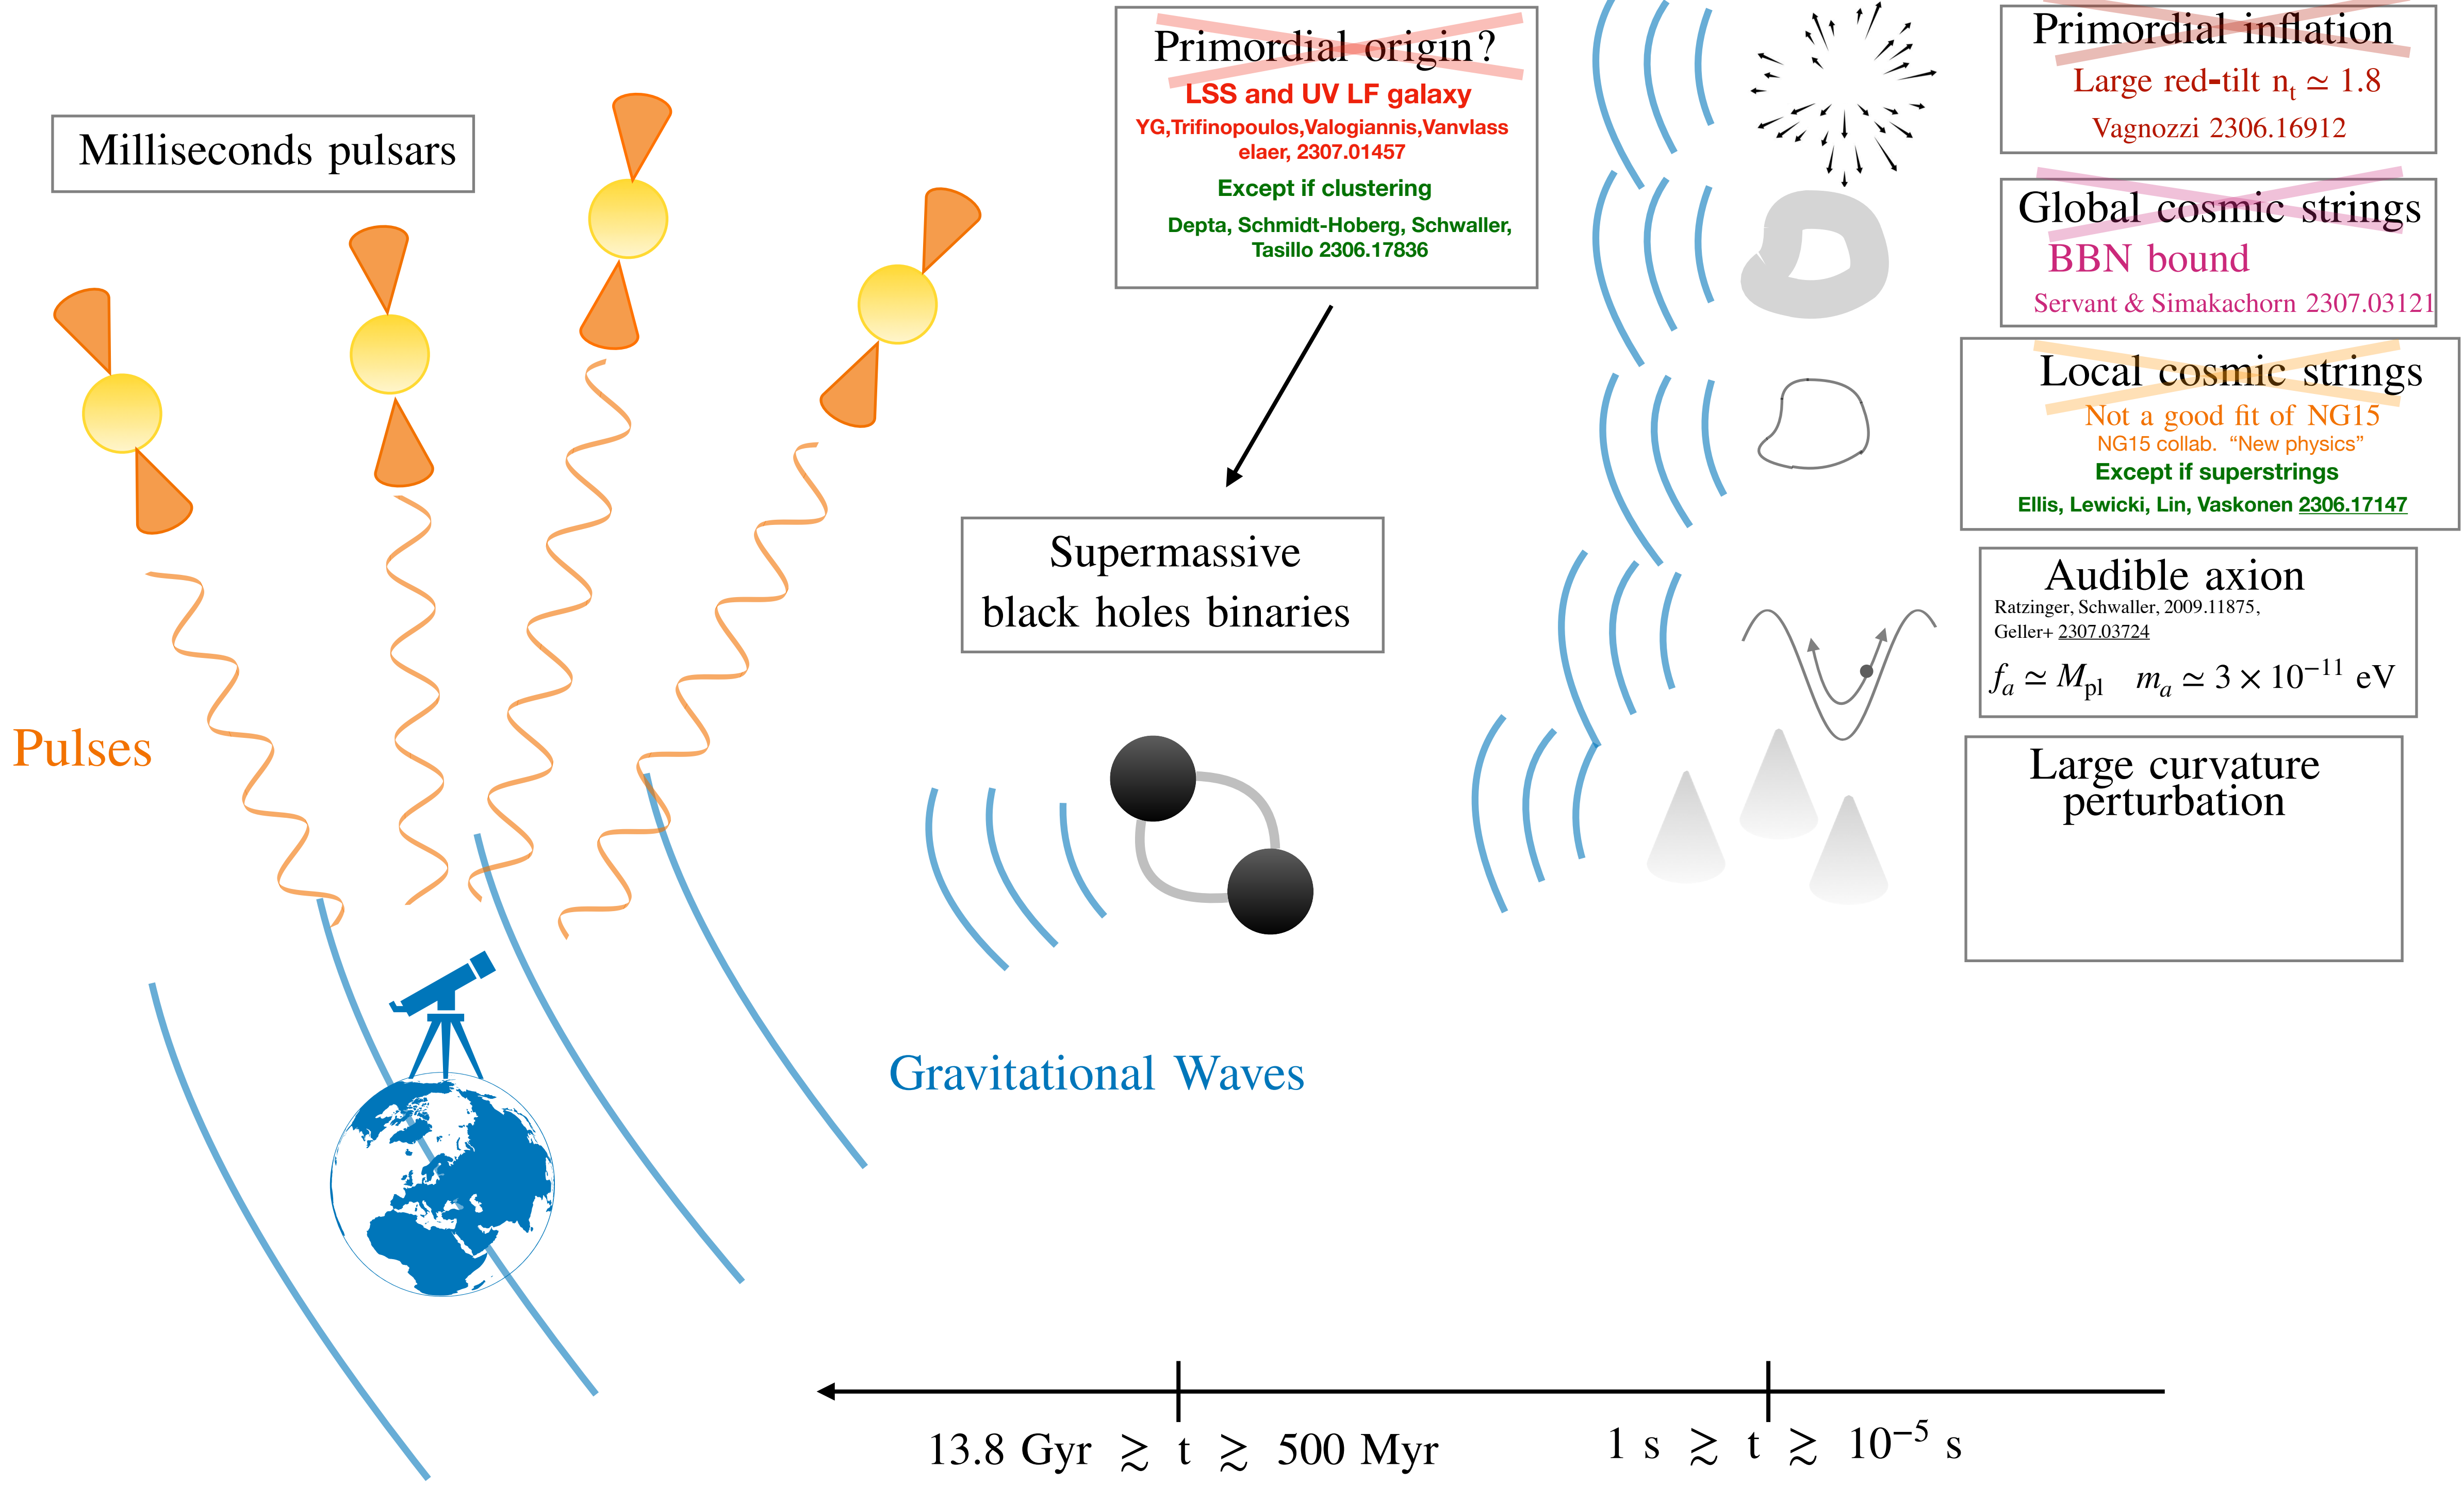 Milliseconds pulsars
Pulses
Primordial origin?
LSS and UV LF galaxy
YG,Trifinopoulos,Valogiannis,Vanvlass
elaer, 2307.01457
Except if clustering
Depta, Schmidt-Hoberg, Schwaller,
Tasillo 2306.17836
Supermassive
black holes binaries
Gravitational Waves
Primordial inflation
Large red-tilt nₜ ≃ 1.8
Vagnozzi 2306.16912
Global cosmic strings
BBN bound
Servant & Simakachorn 2307.03121
Local cosmic strings
Not a good fit of NG15
NG15 collab. “New physics”
Except if superstrings
Ellis, Lewicki, Lin, Vaskonen 2306.17147
Audible axion
Ratzinger, Schwaller, 2009.11875,
Geller+ 2307.03724
fₐ ≃ M_pl mₐ ≃ 3 × 10⁻¹¹ eV
Large curvature
perturbation
13.8 Gyr ≳ t ≳ 500 Myr
1 s ≳ t ≳ 10⁻⁵ s